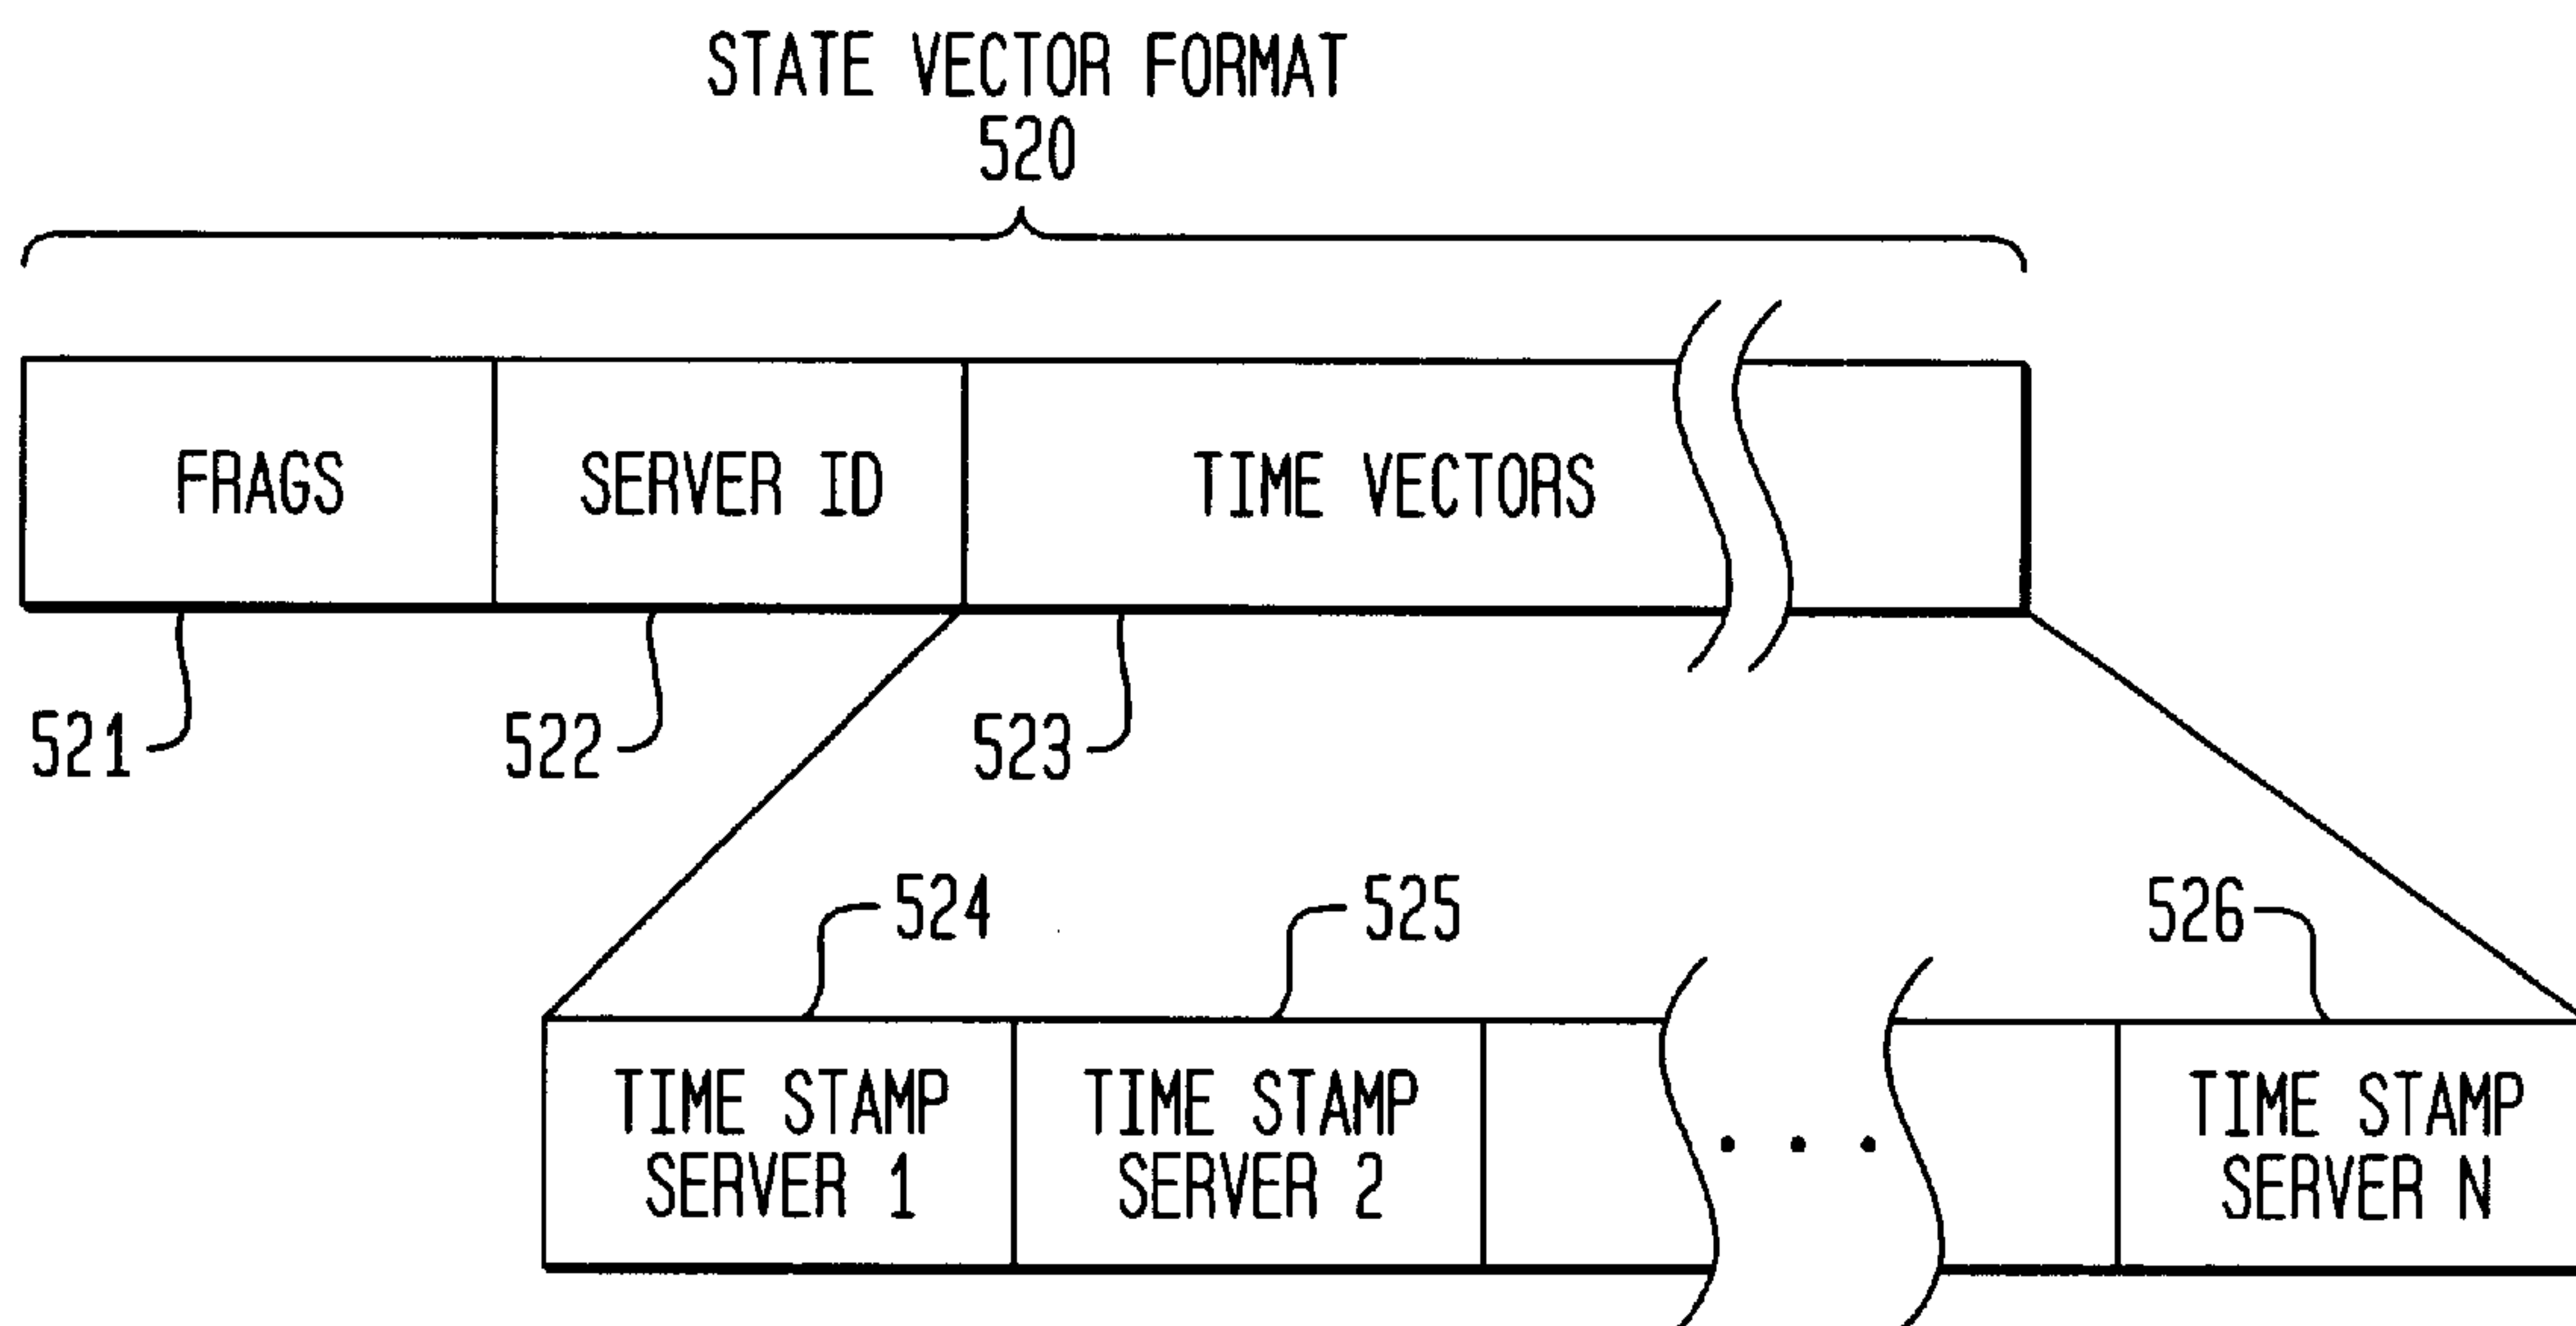 STATE VECTOR FORMAT
520
FRAGS
SERVER ID
TIME VECTORS
521
522
523
524
525
526
TIME STAMP
SERVER 1
TIME STAMP
SERVER 2
• • •
TIME STAMP
SERVER N